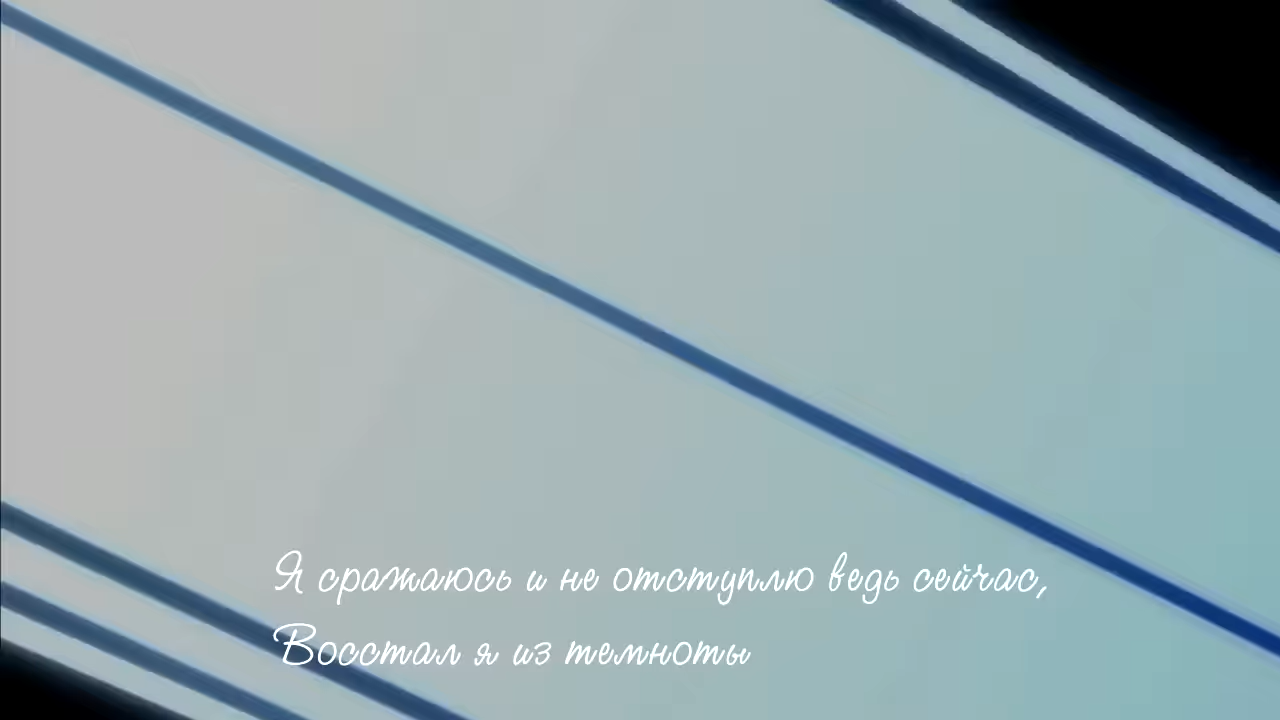 Я сражаюсь и не отступлю ведь сейчас,
Восстал я из темноты